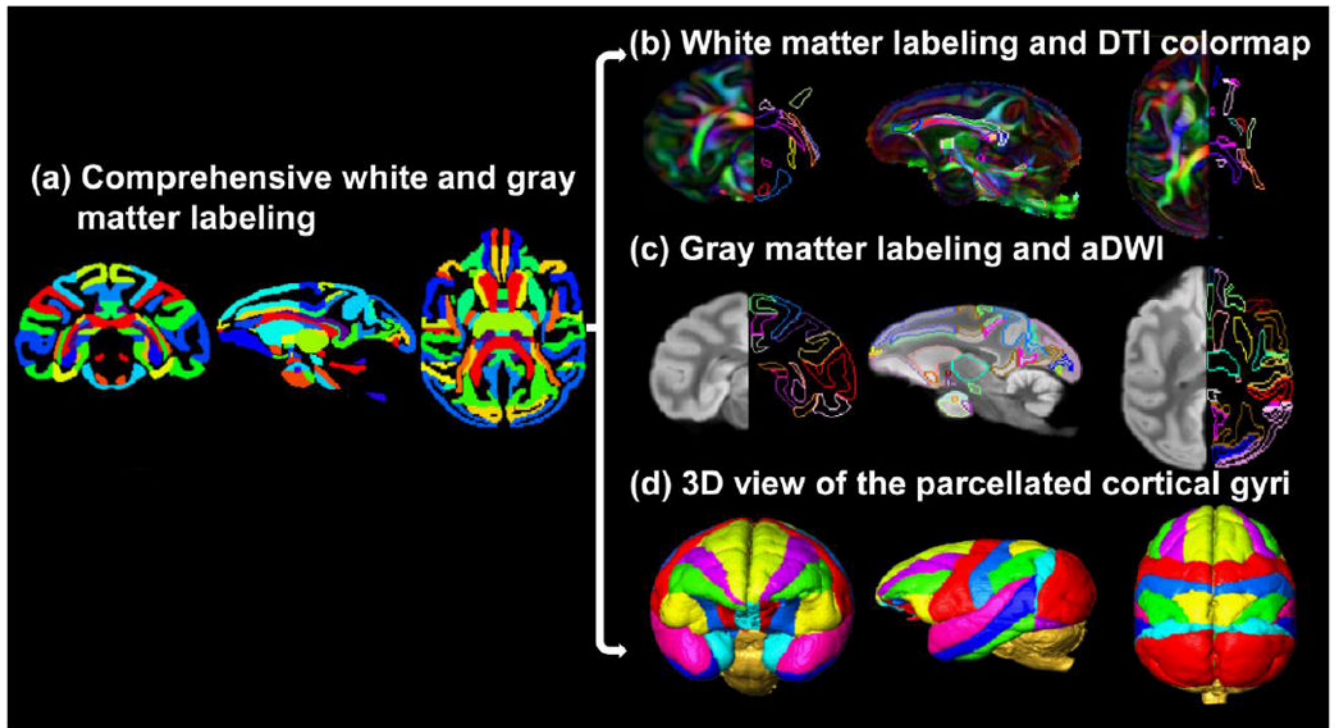 (a) Comprehensive white and gray
matter labeling
(b) White matter labeling and DTI colormap
(c) Gray matter labeling and aDWI
(d) 3D view of the parcellated cortical gyri